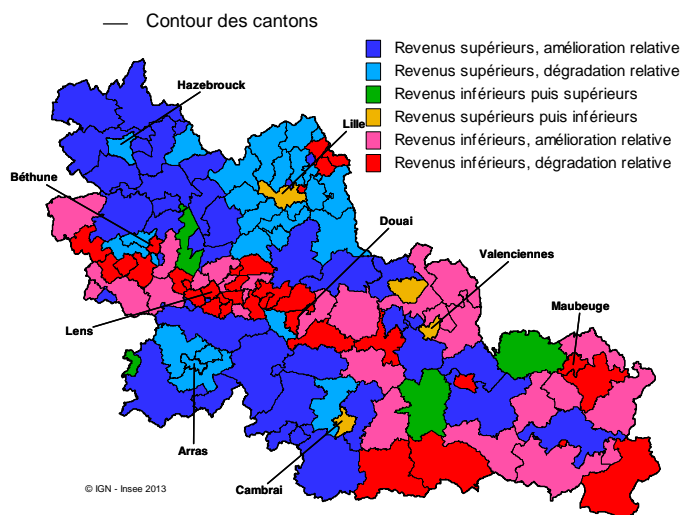 Contour des cantons
Revenus supérieurs, amélioration relative
Revenus supérieurs, dégradation relative
Revenus inférieurs puis supérieurs
Revenus supérieurs puis inférieurs
Revenus inférieurs, amélioration relative
Revenus inférieurs, dégradation relative
Hazebrouck
Lille
Béthune
Douai
Valenciennes
Maubeuge
Lens
Arras
Cambrai
© IGN - Insee 2013